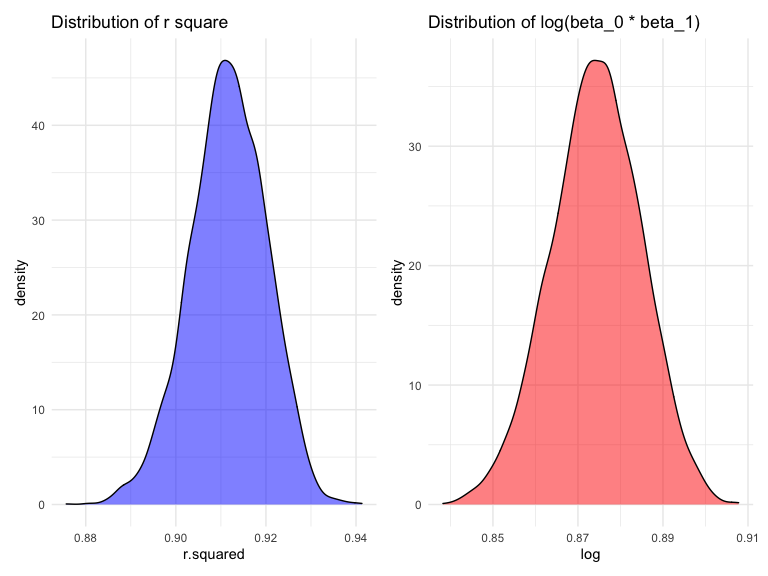 Distribution of r square
density
40
30
20
10
0
0.88 0.90 0.92 0.94
r.squared
Distribution of log(beta_0 * beta_1)
density
30
20
10
0
0.85 0.87 0.89 0.91
log